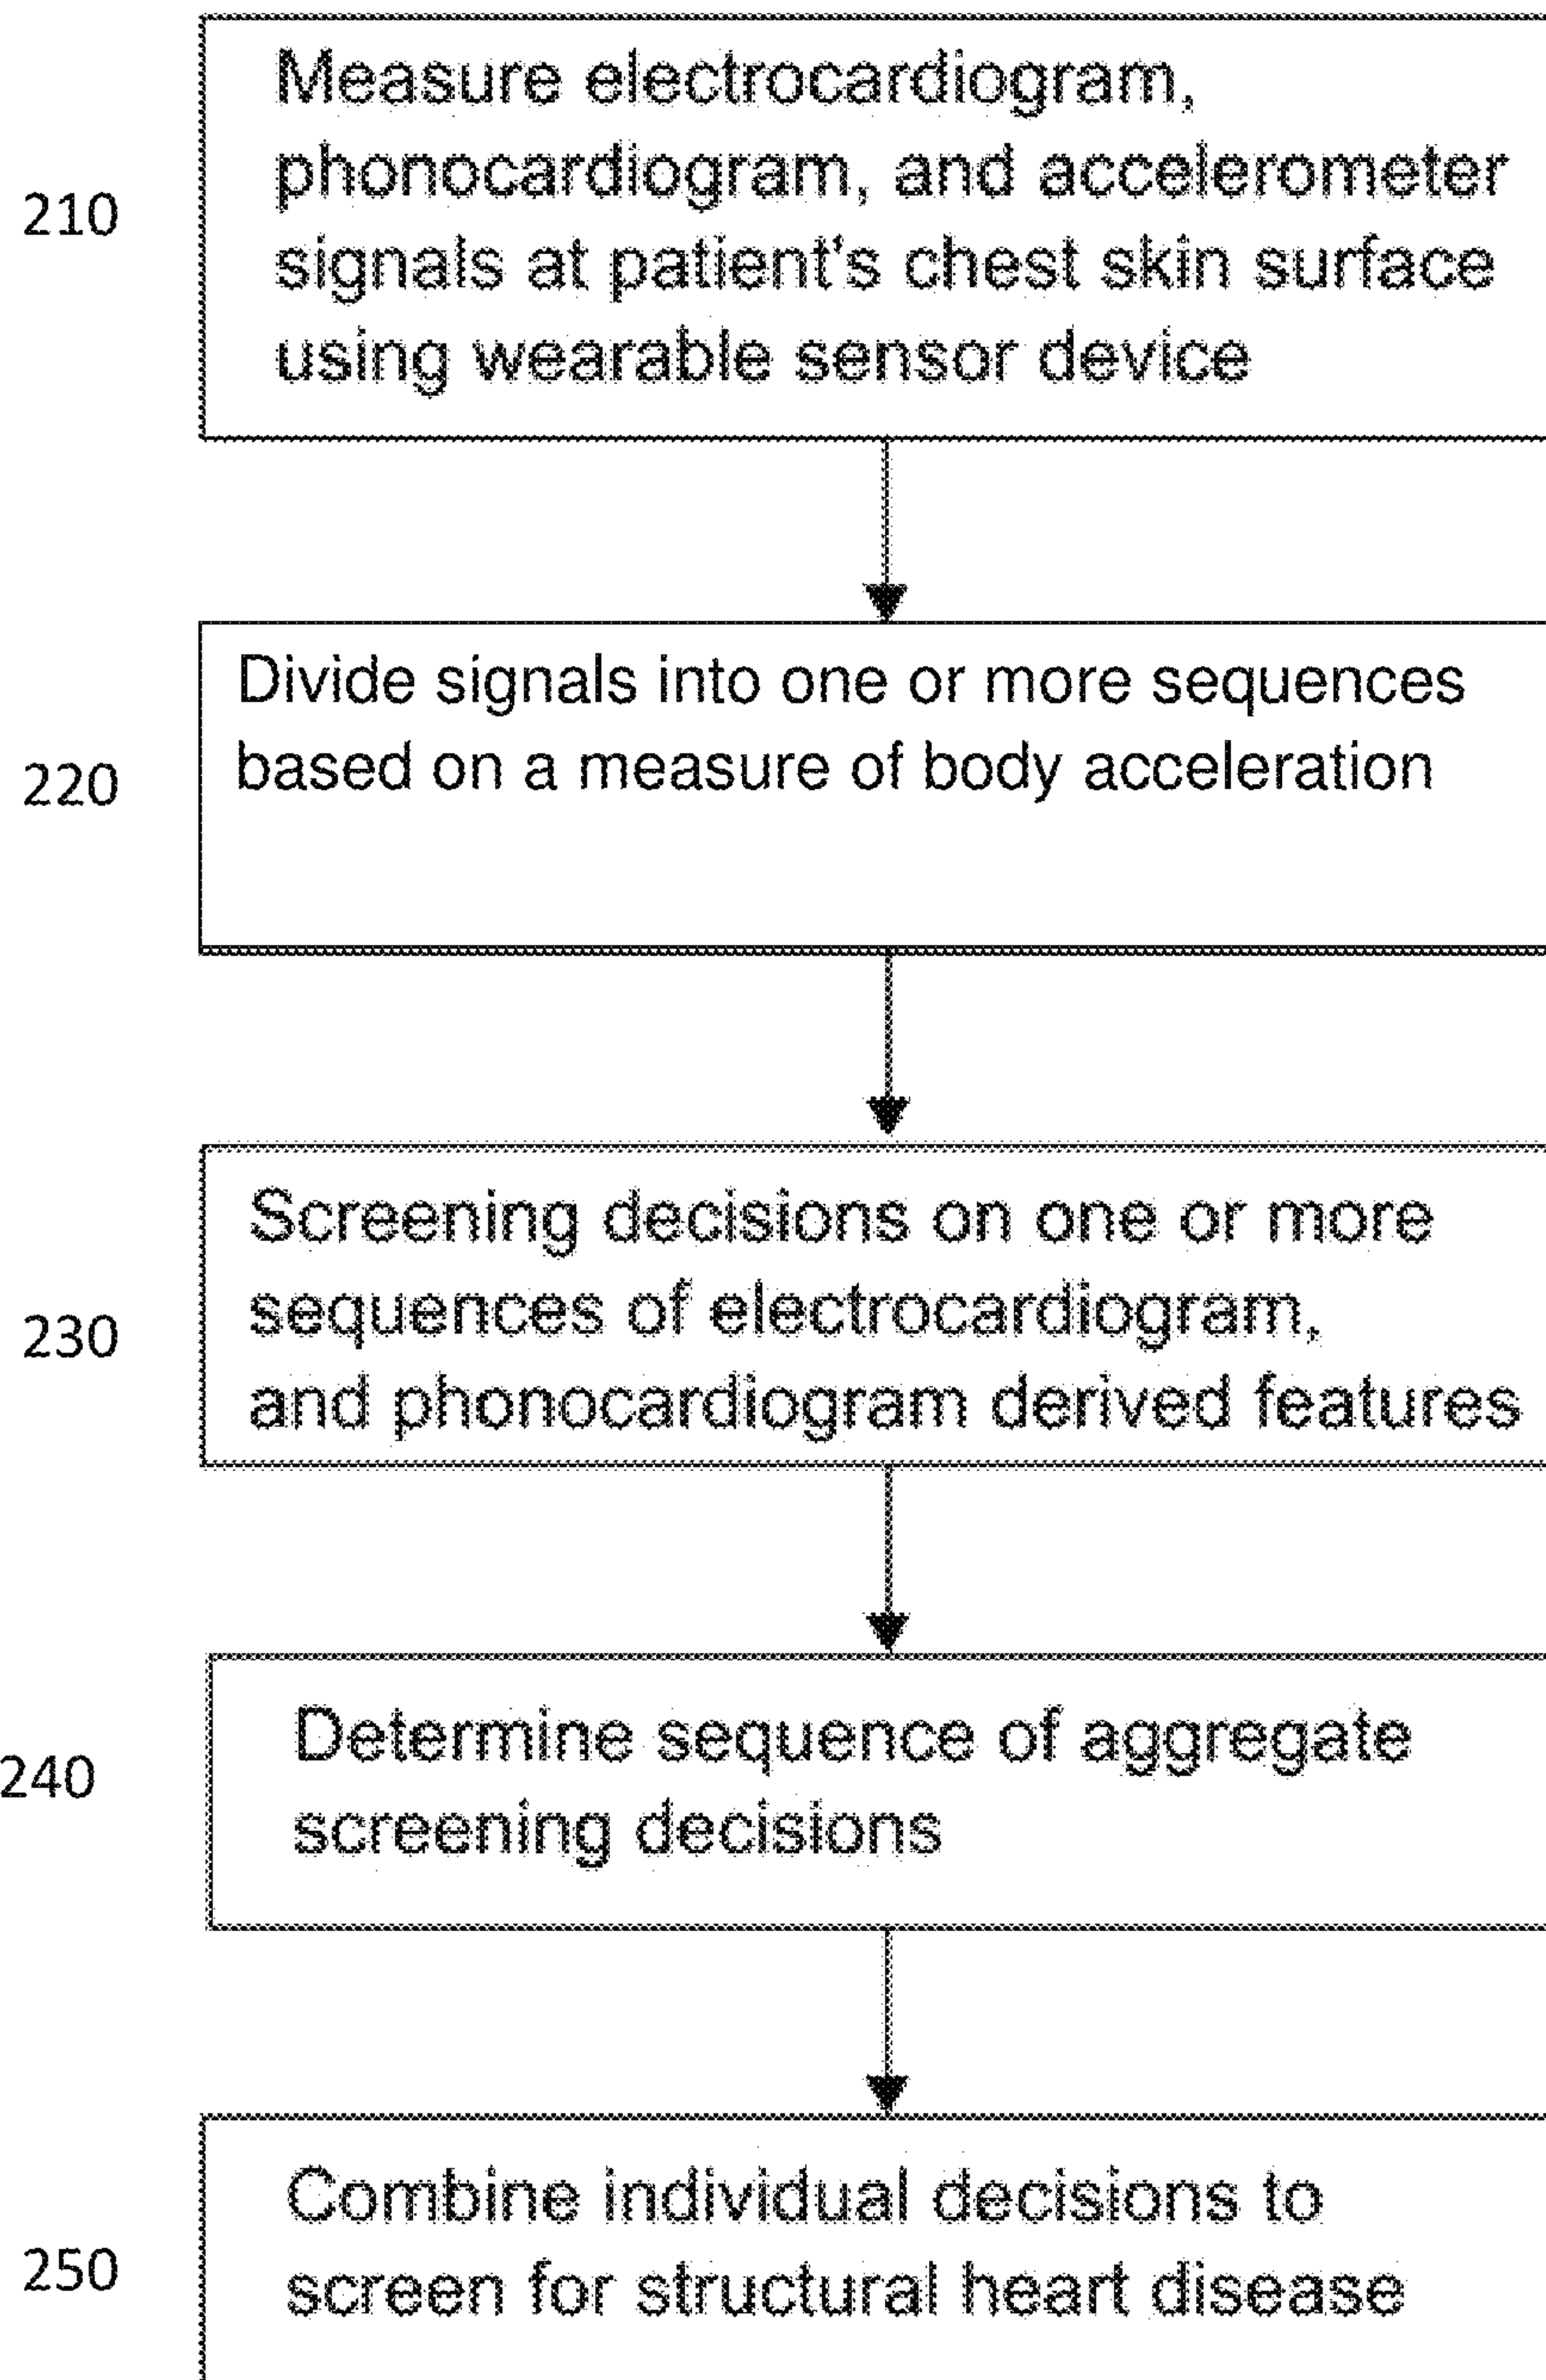 Measure electrocardiogram,
phonocardiogram, and accelerometer
210
signals at patient's chest skin surface
using wearable sensor device
Divide signals into one or more sequences
220
based on a measure of body acceleration
Screening decisions on one or more
230
sequences of electrocardiogram,
and phonocardiogram derived features
Determine sequence of aggregate
240
screening decisions
Combine individual decisions to
250
screen for structural heart disease